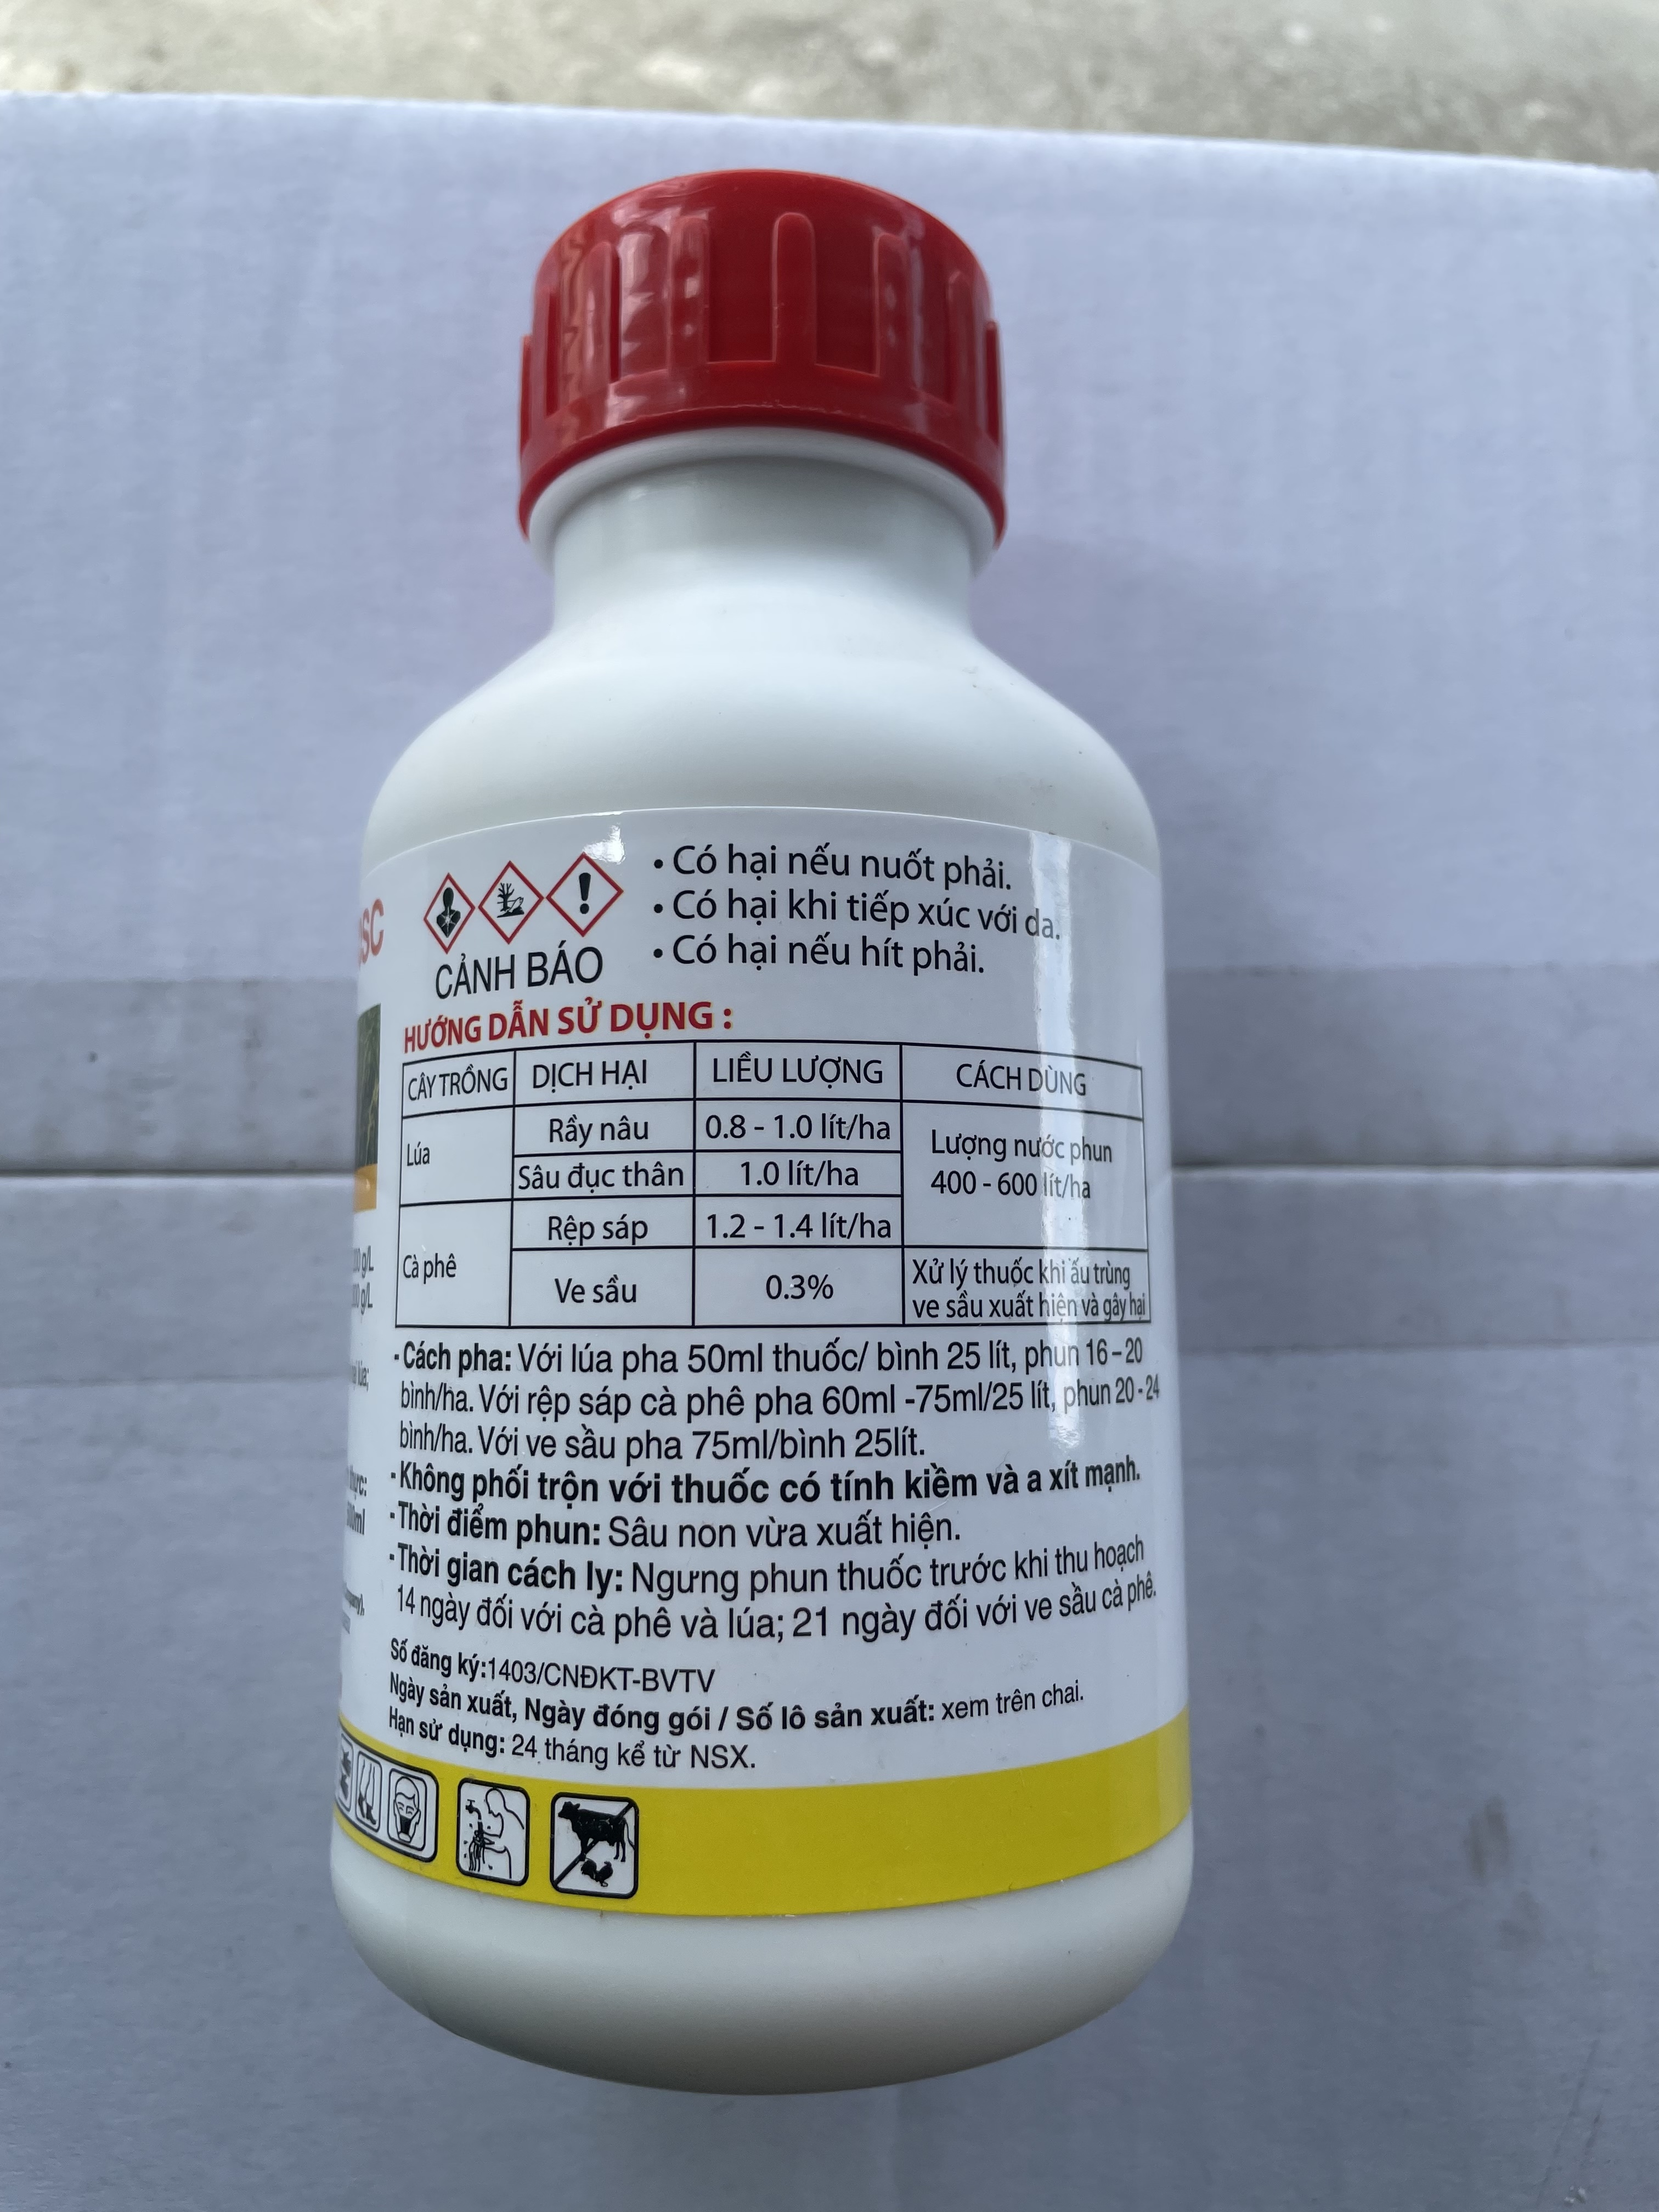 SC
• Có hại nếu nuốt phải.
• Có hại khi tiếp xúc với da.
• Có hại nếu hít phải.
CẢNH BÁO
HƯỚNG DẪN SỬ DỤNG :
CÂY TRỒNG DỊCH HẠI LIỀU LƯỢNG CÁCH DÙNG
Lúa Rầy nâu 0.8 - 1.0 lít/ha Lượng nước phun
Sâu đục thân 1.0 lít/ha 400 - 600 lít/ha
Cà phê Rệp sáp 1.2 - 1.4 lít/ha
Ve sầu 0.3% Xử lý thuốc khi ấu trùng
ve sầu xuất hiện và gây hại
g/L
g/L
lúa;
500ml
- Cách pha: Với lúa pha 50ml thuốc/ bình 25 lít, phun 16 – 20
bình/ha. Với rệp sáp cà phê pha 60ml -75ml/25 lít, phun 20 - 24
bình/ha. Với ve sầu pha 75ml/bình 25lít.
- Không phối trộn với thuốc có tính kiềm và a xít mạnh.
- Thời điểm phun: Sâu non vừa xuất hiện.
- Thời gian cách ly: Ngưng phun thuốc trước khi thu hoạch
14 ngày đối với cà phê và lúa; 21 ngày đối với ve sầu cà phê.
Số đăng ký:1403/CNĐKT-BVTV
Ngày sản xuất, Ngày đóng gói / Số lô sản xuất: xem trên chai.
Hạn sử dụng: 24 tháng kể từ NSX.